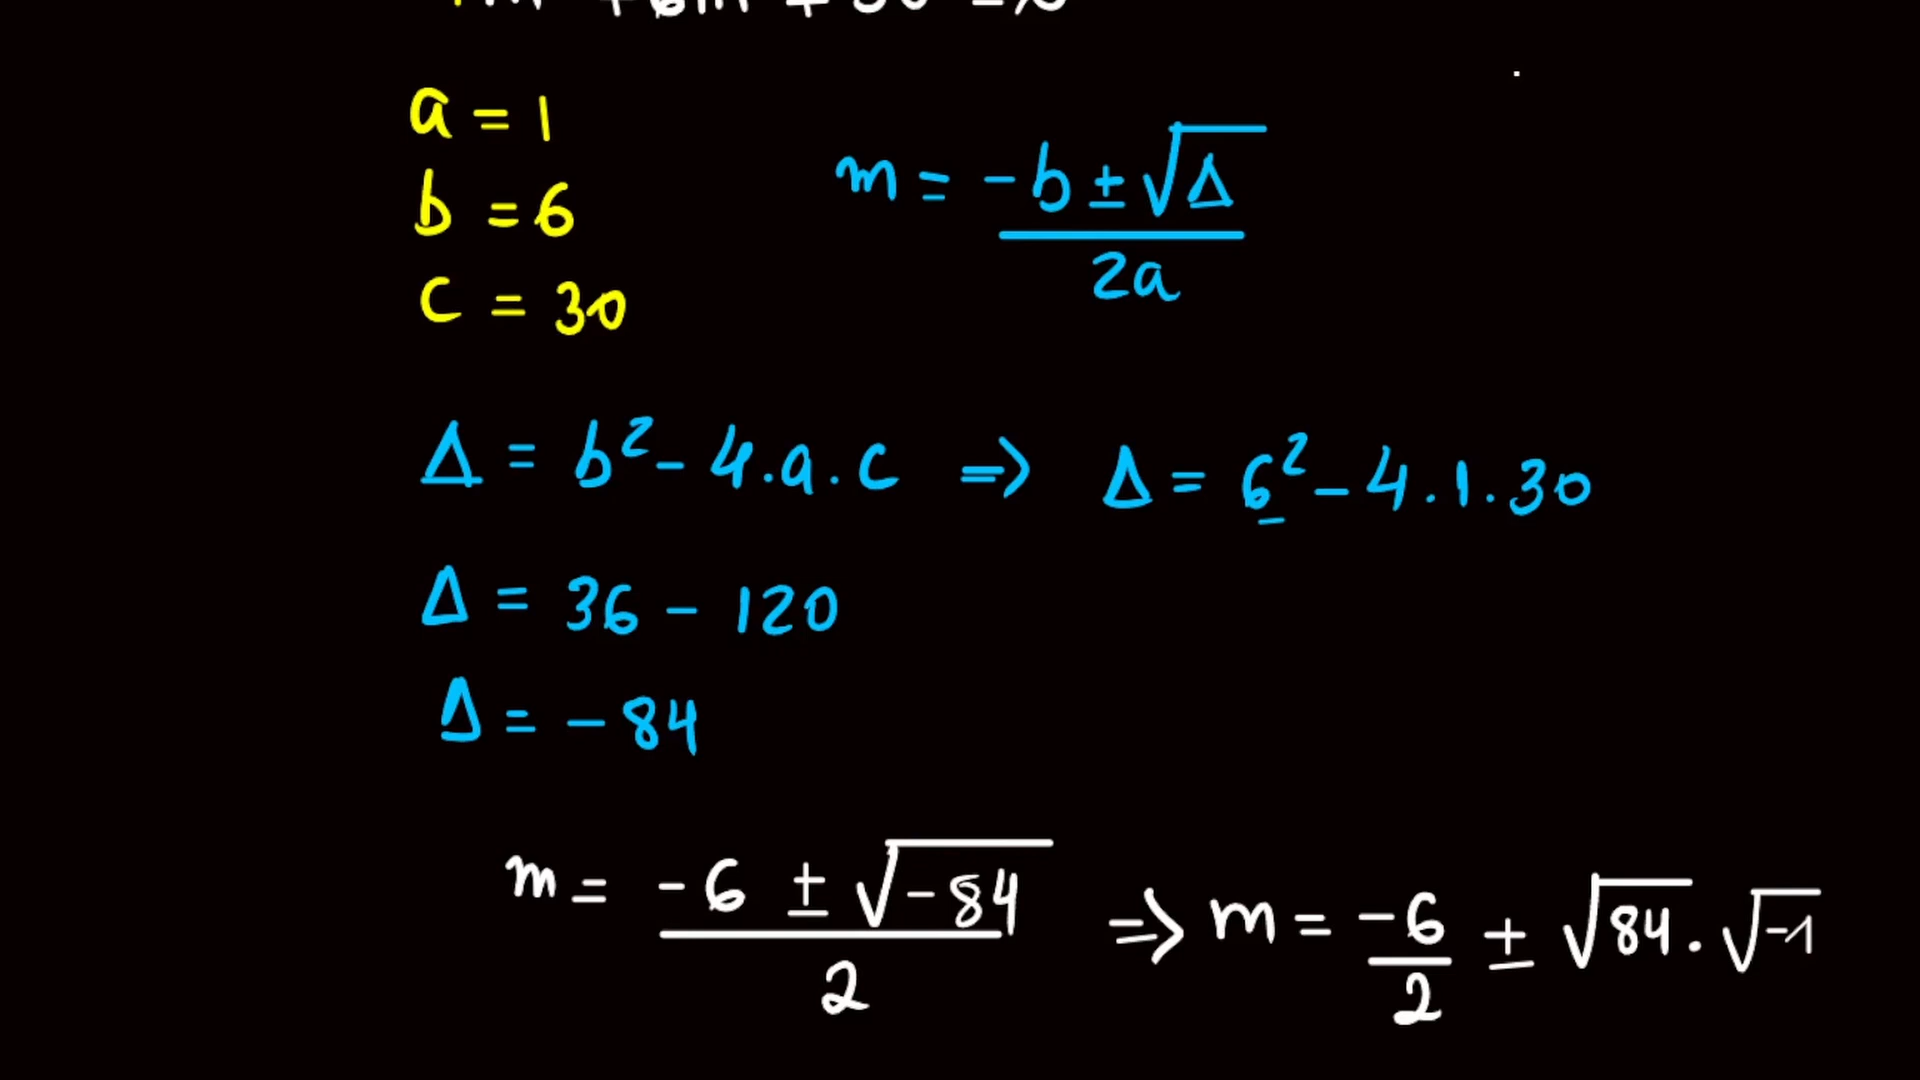 a = 1
b = 6
c = 30
m = -b ± √Δ / 2a
Δ = b² - 4.a.c => Δ = 6² - 4.1.30
Δ = 36 - 120
Δ = -84
m = -6 ± √-84 / 2 => m = -6/2 ± √84 . √-1